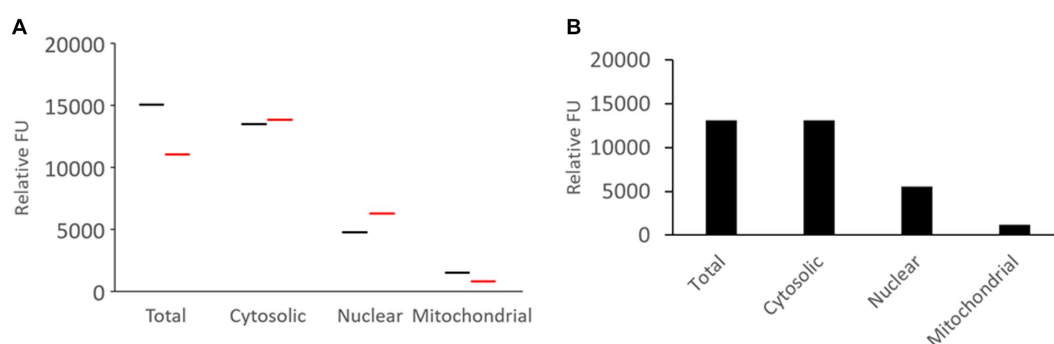 A
20000
15000
10000
5000
0
Relative FU
Total Cytosolic Nuclear Mitochondrial
B
20000
15000
10000
5000
0
Relative FU
Total
Cytosolic
Nuclear
Mitochondrial